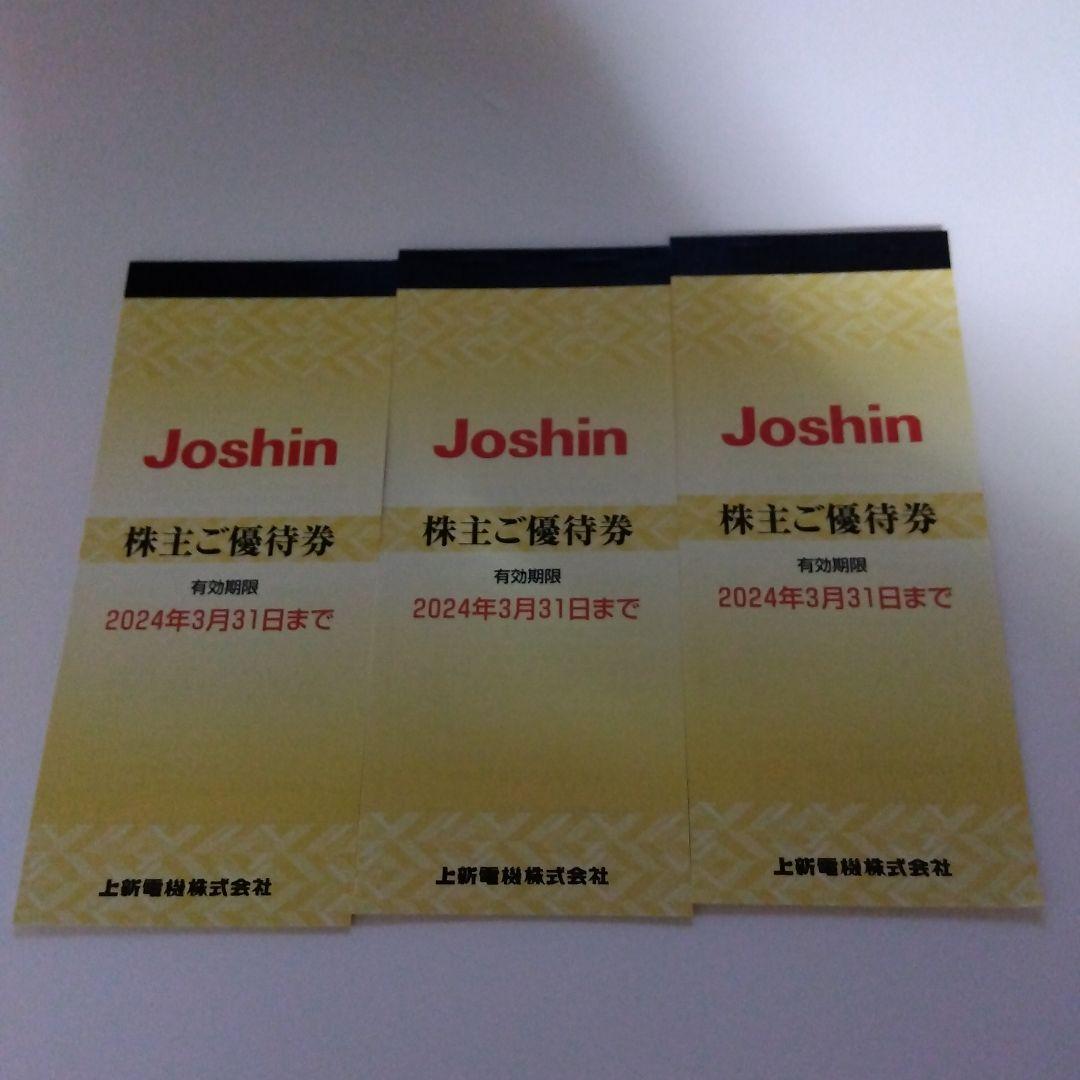 Joshin
株主ご優待券
有効期限
2024年3月31日まで
上新電機株式会社
Joshin
株主ご優待券
有効期限
2024年3月31日まで
上新電機株式会社
Joshin
株主ご優待券
有効期限
2024年3月31日まで
上新電機株式会社